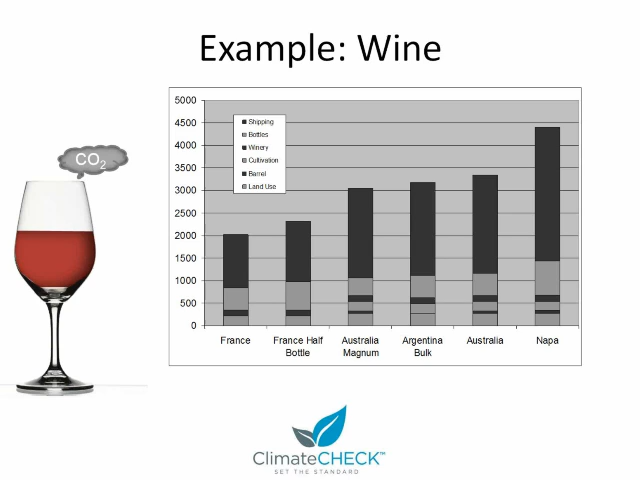 Example: Wine
CO2
5000
4500
4000
3500
3000
2500
2000
1500
1000
500
0
Shipping
Bottles
Winery
Cultivation
Barrel
Land Use
France
France Half
Bottle
Australia
Magnum
Argentina
Bulk
Australia
Napa
ClimateCHECK™
SET THE STANDARD